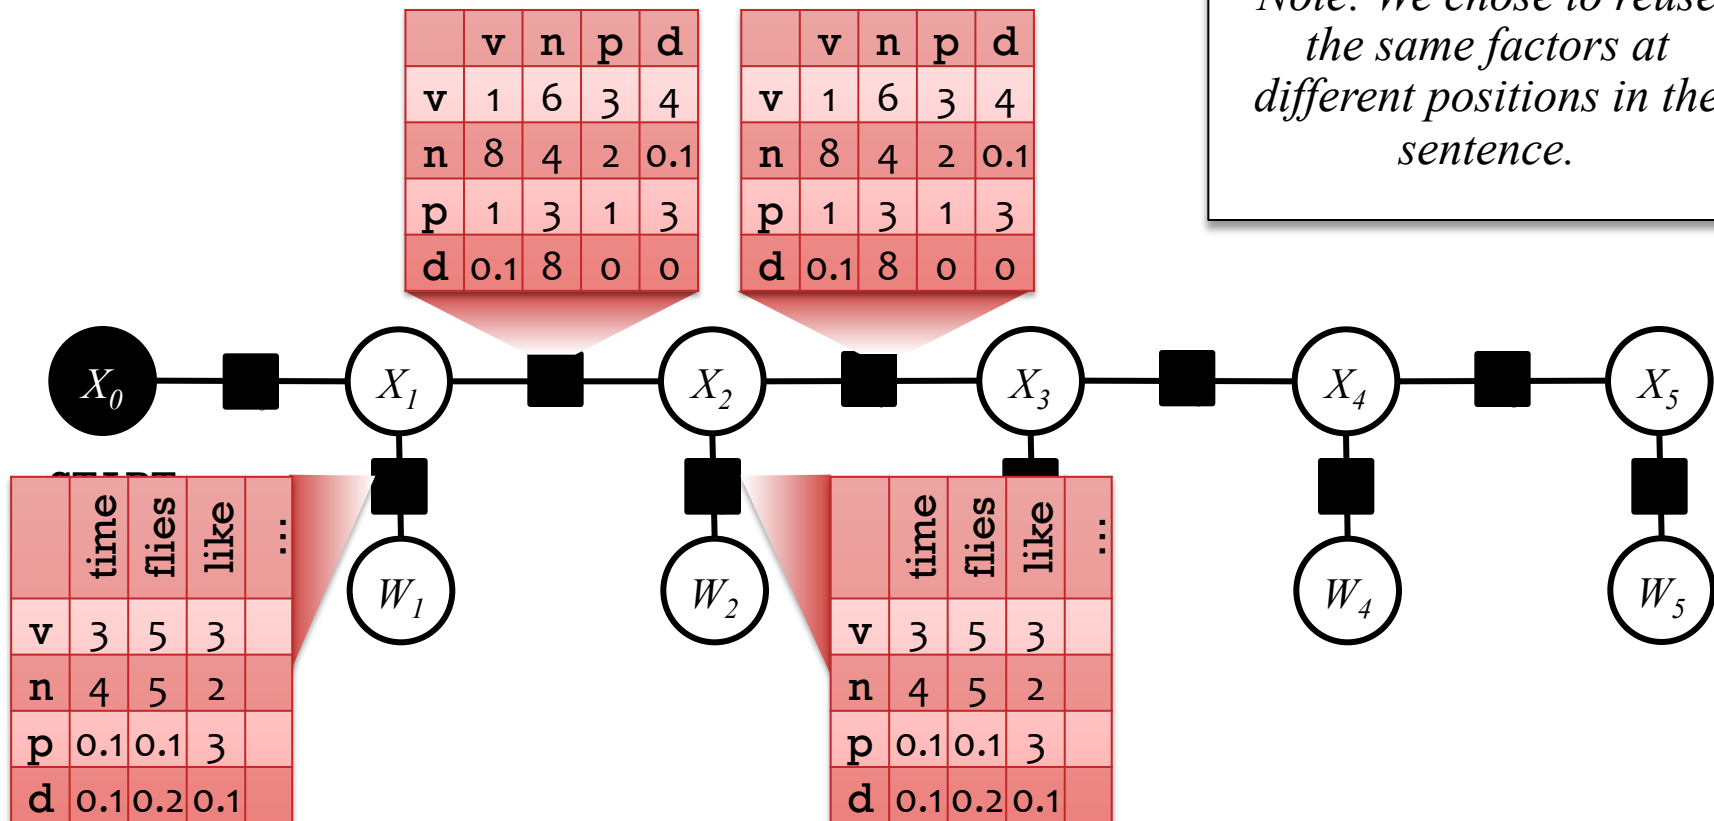 Note: We chose to reuse
the same factors at
different positions in the
sentence.
v n p d
v 1 6 3 4
n 8 4 2 0.1
p 1 3 1 3
d 0.1 8 0 0
v n p d
v 1 6 3 4
n 8 4 2 0.1
p 1 3 1 3
d 0.1 8 0 0
X0 X1 X2 X3 X4 X5
time flies like ...
v 3 5 3
n 4 5 2
p 0.1 0.1 3
d 0.1 0.2 0.1
W1 W2
time flies like ...
v 3 5 3
n 4 5 2
p 0.1 0.1 3
d 0.1 0.2 0.1
W4 W5